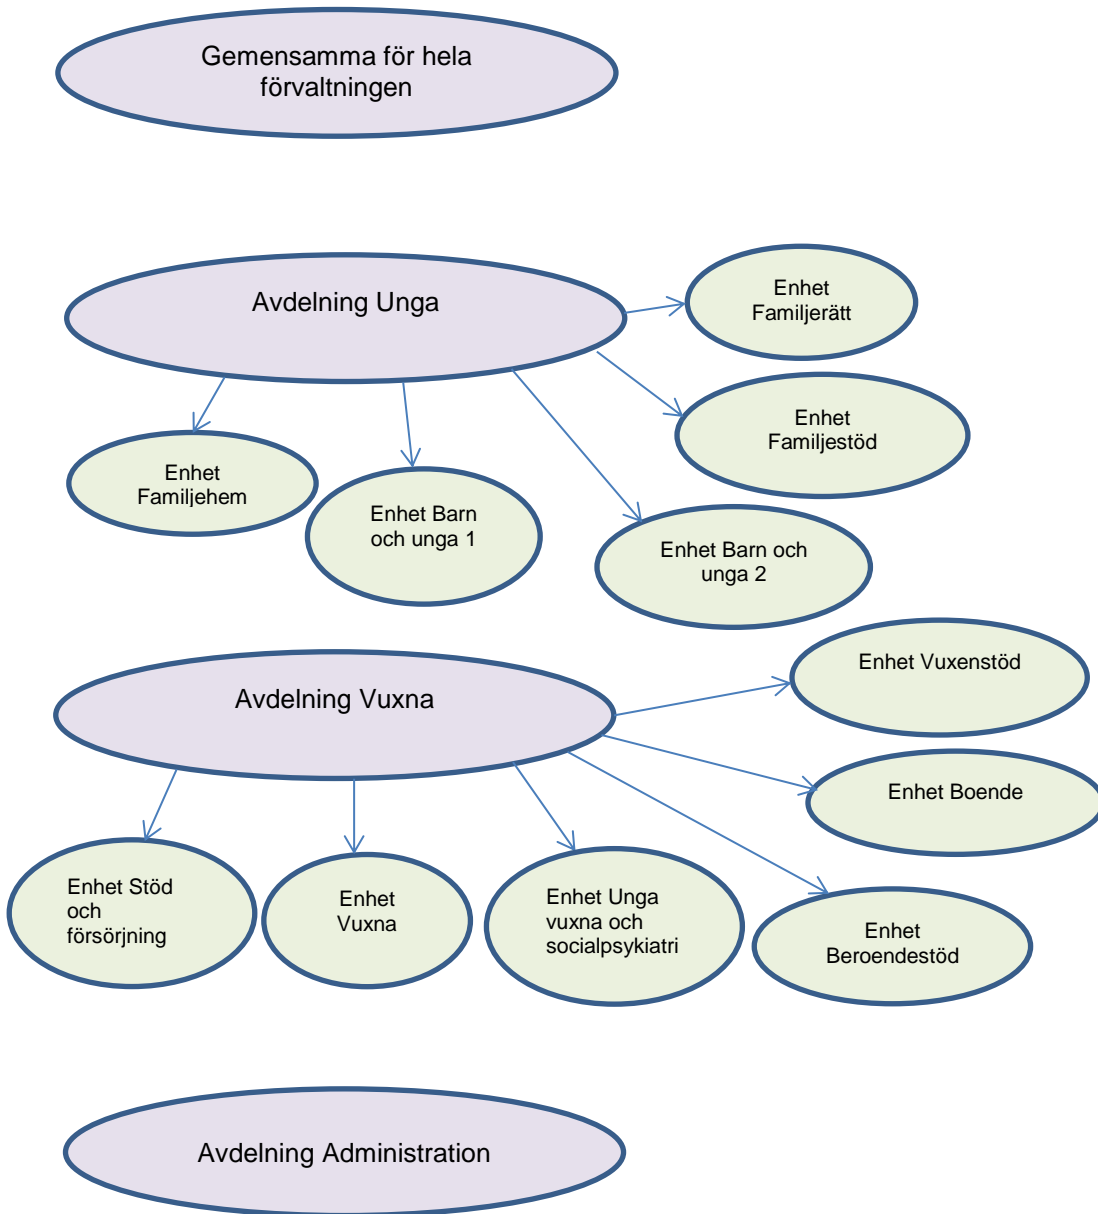 Gemensamma för hela
förvaltningen
Avdelning Unga
Enhet
Familjerätt
Enhet
Familjestöd
Enhet
Familjehem
Enhet Barn
och unga 1
Enhet Barn och
unga 2
Avdelning Vuxna
Enhet Vuxenstöd
Enhet Boende
Enhet Stöd
och
försörjning
Enhet
Vuxna
Enhet Unga
vuxna och
socialpsykiatri
Enhet
Beroendestöd
Avdelning Administration